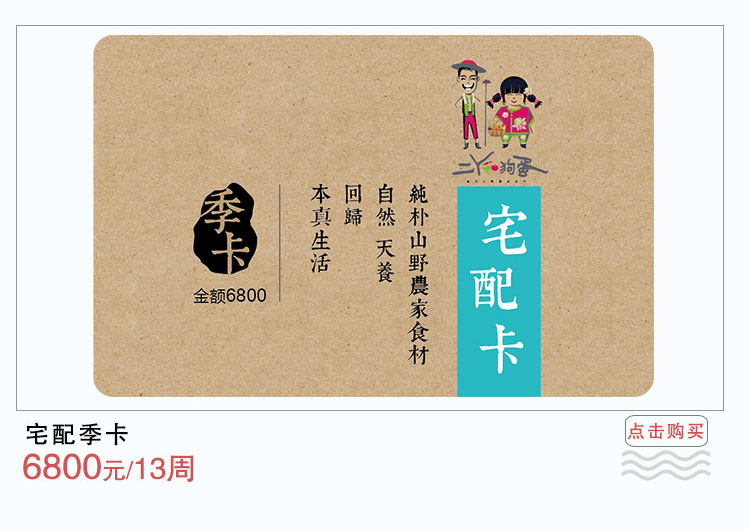 二丫和狗蛋
宅配卡
純朴山野農家食材
自然 天養
回歸
本真生活
季卡
金额6800
宅配季卡
6800元/13周
点击购买